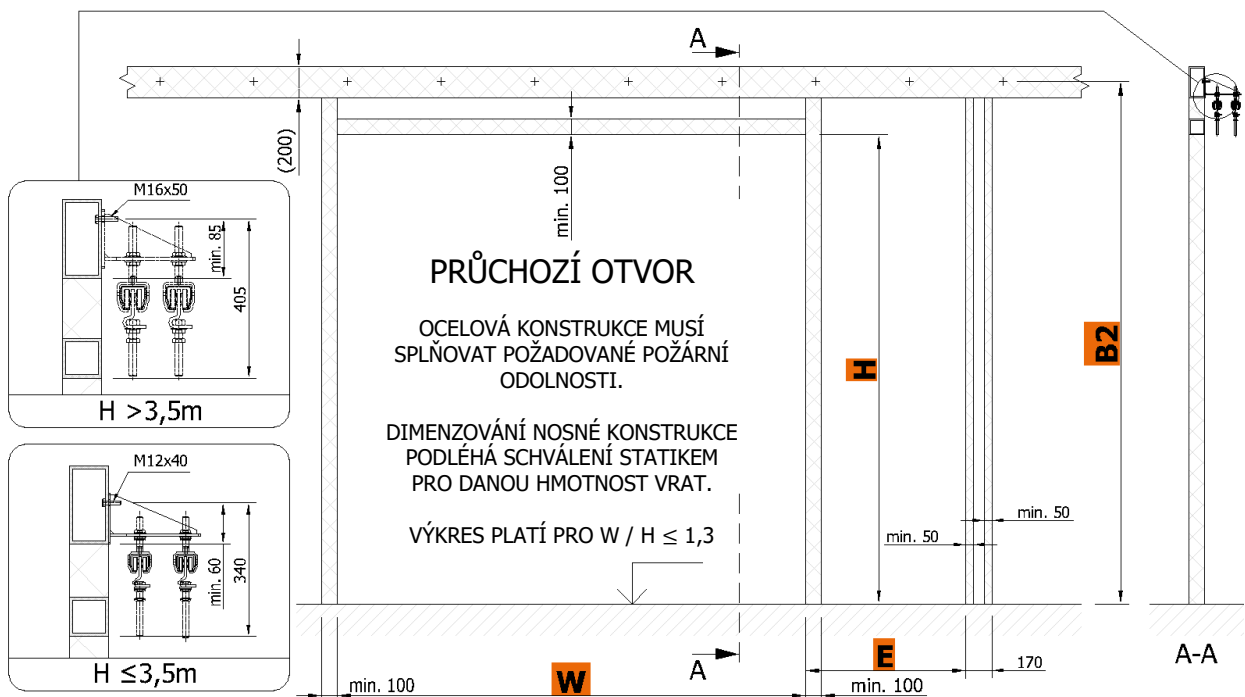 A
(200)
min. 100
M16x50
min. 85
405
H >3,5m
PRŮCHOZÍ OTVOR
OCELOVÁ KONSTRUKCE MUSÍ
SPLŇOVAT POŽADOVANÉ POŽÁRNÍ
ODOLNOSTI.
DIMENZOVÁNÍ NOSNÉ KONSTRUKCE
PODLÉHÁ SCHVÁLENÍ STATIKEM
PRO DANOU HMOTNOST VRAT.
VÝKRES PLATÍ PRO W / H ≤ 1,3
H
B2
M12x40
min. 60
340
H ≤3,5m
min. 50
min. 50
A
A-A
min. 100
W
min. 100
E
170